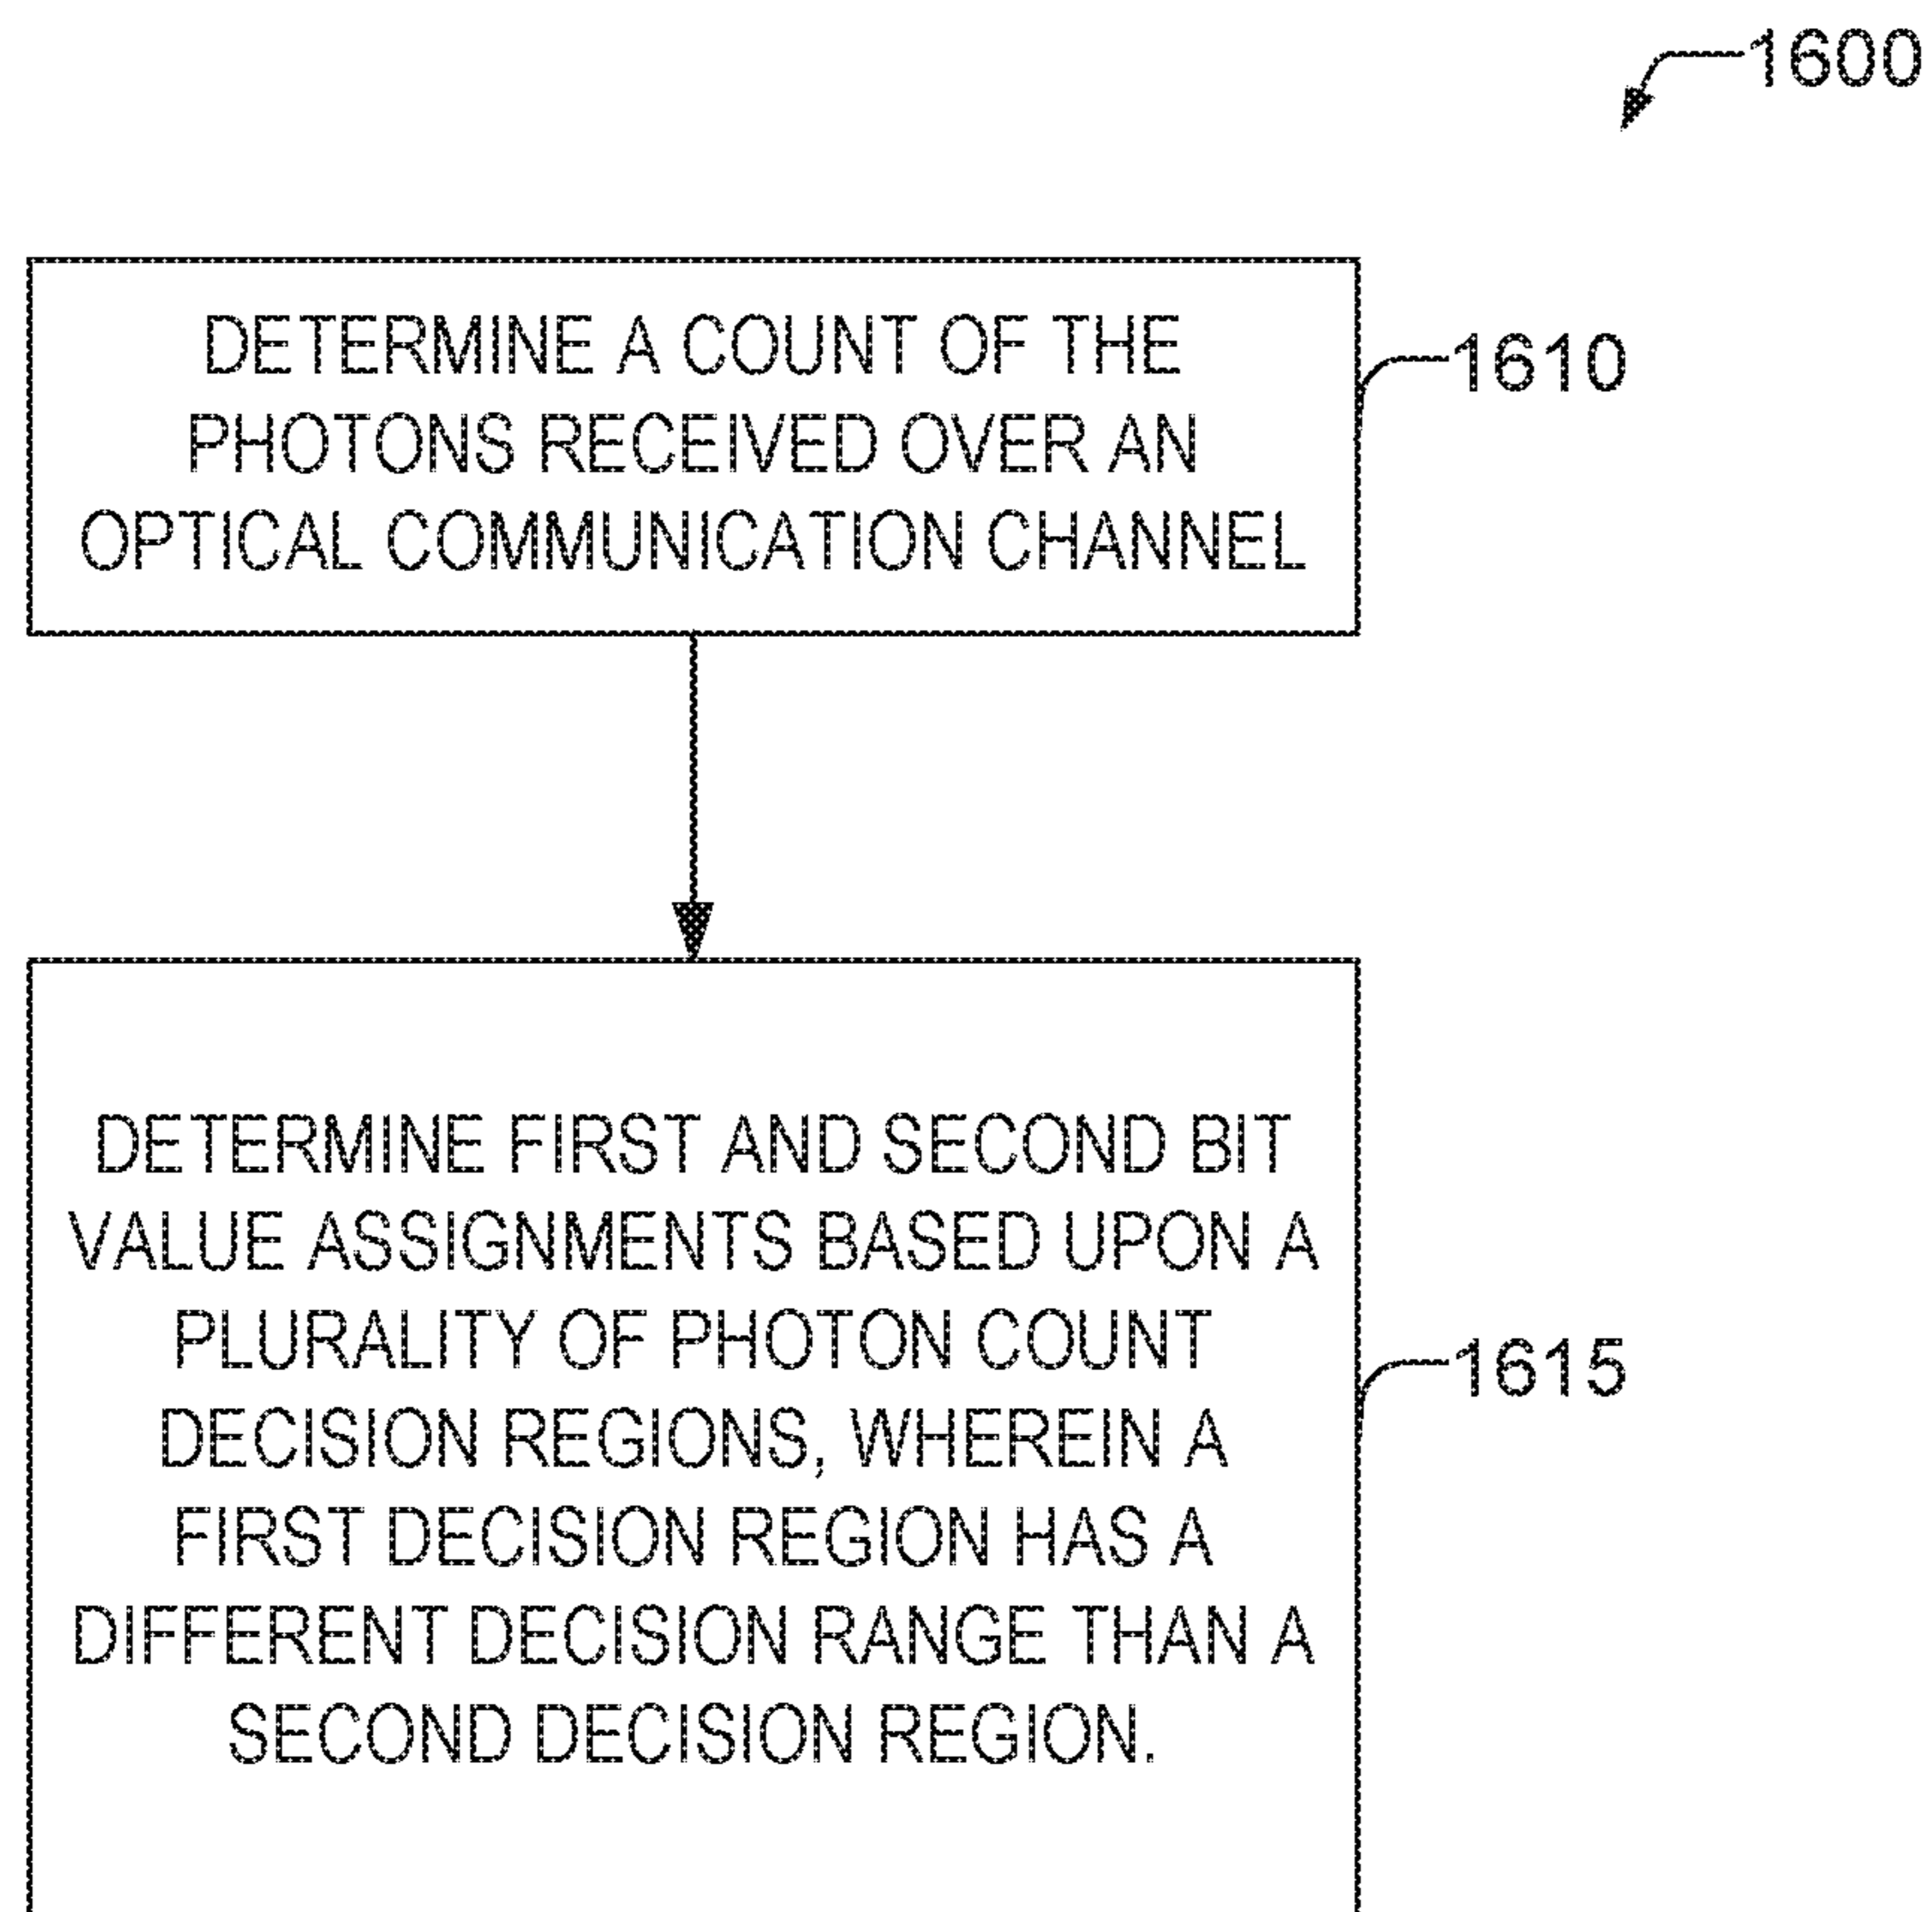 1600
DETERMINE A COUNT OF THE
PHOTONS RECEIVED OVER AN
OPTICAL COMMUNICATION CHANNEL
1610
DETERMINE FIRST AND SECOND BIT
VALUE ASSIGNMENTS BASED UPON A
PLURALITY OF PHOTON COUNT
DECISION REGIONS, WHEREIN A
FIRST DECISION REGION HAS A
DIFFERENT DECISION RANGE THAN A
SECOND DECISION REGION.
1615